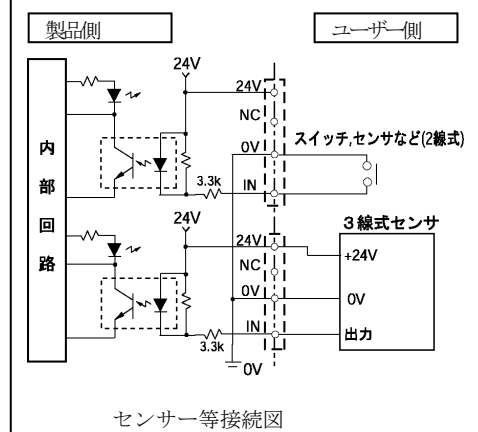 製品側
ユーザー側
24V
24V
NC
0V
スイッチ,センサなど(2線式)
内部回路
3.3k
IN
24V
3線式センサ
24V
+24V
NC
0V
0V
IN
出力
3.3k
0V
センサー等接続図